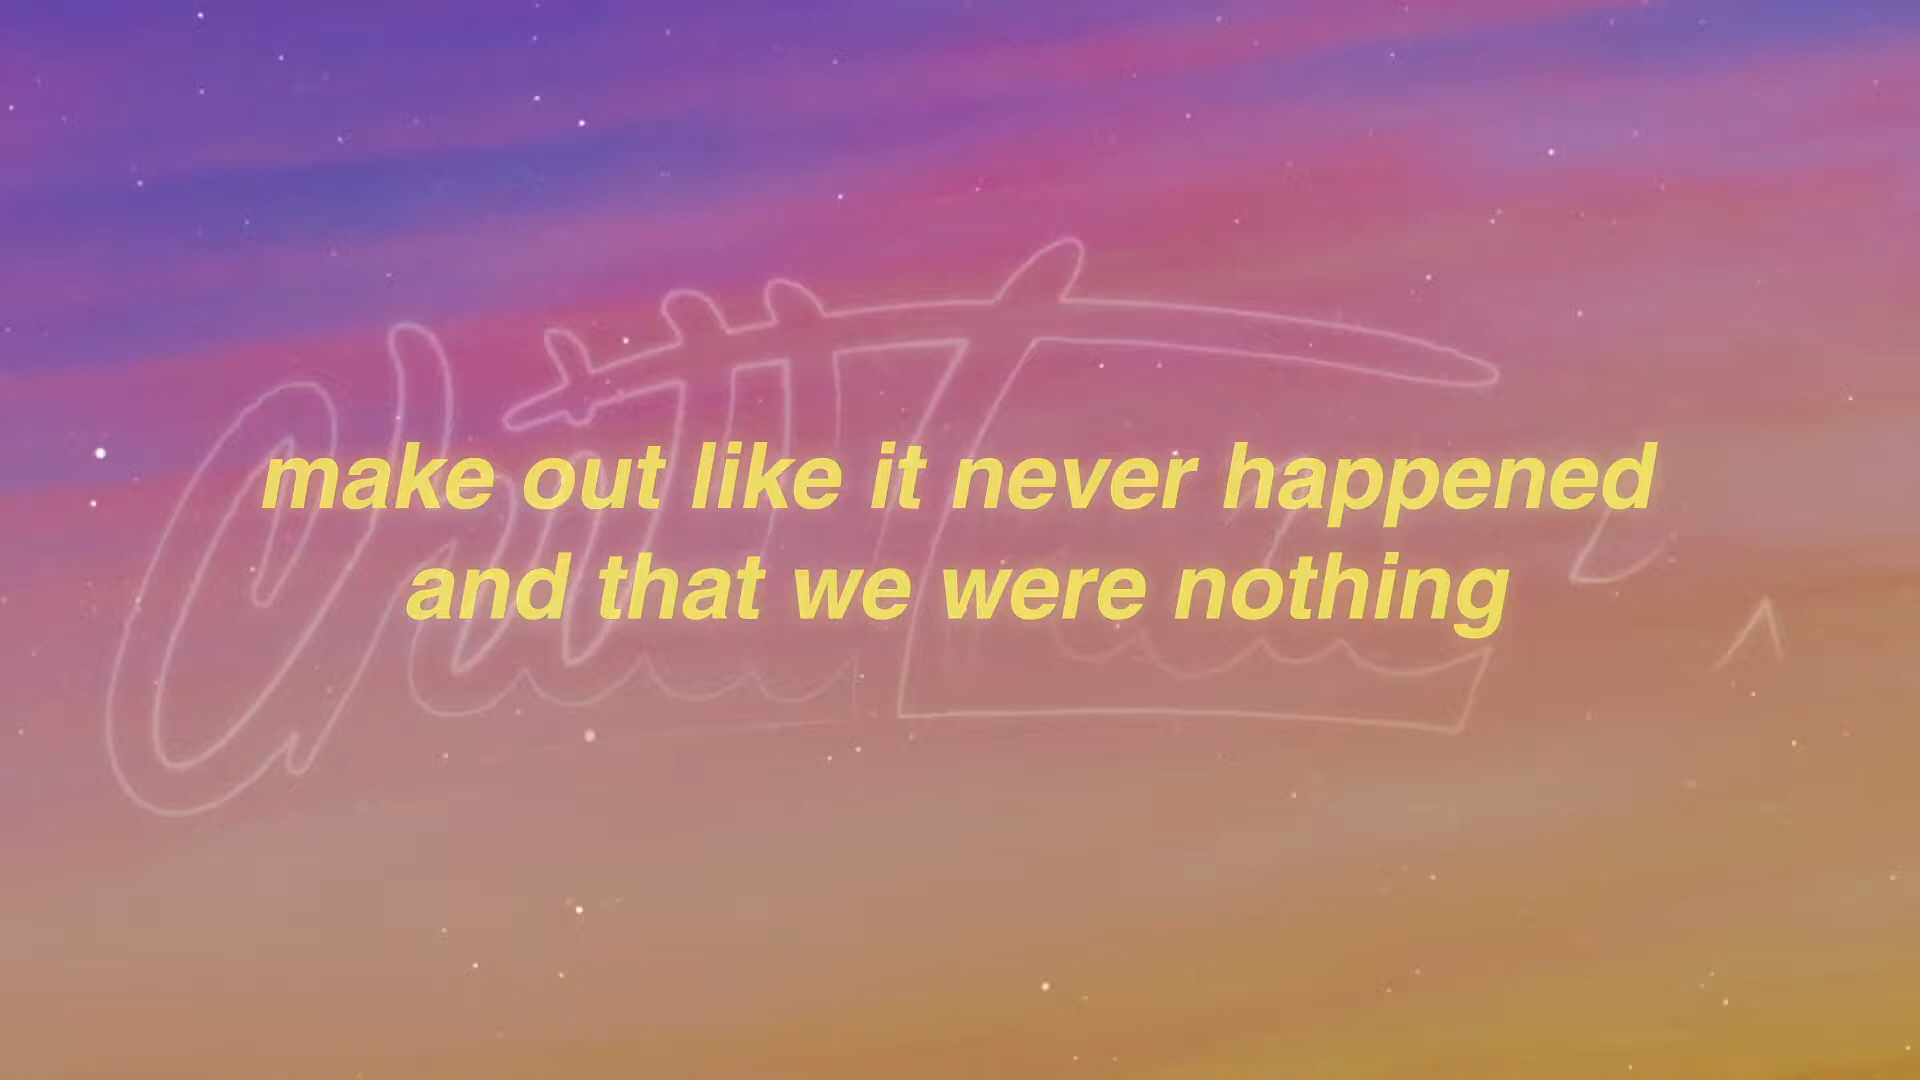 make out like it never happened
and that we were nothing